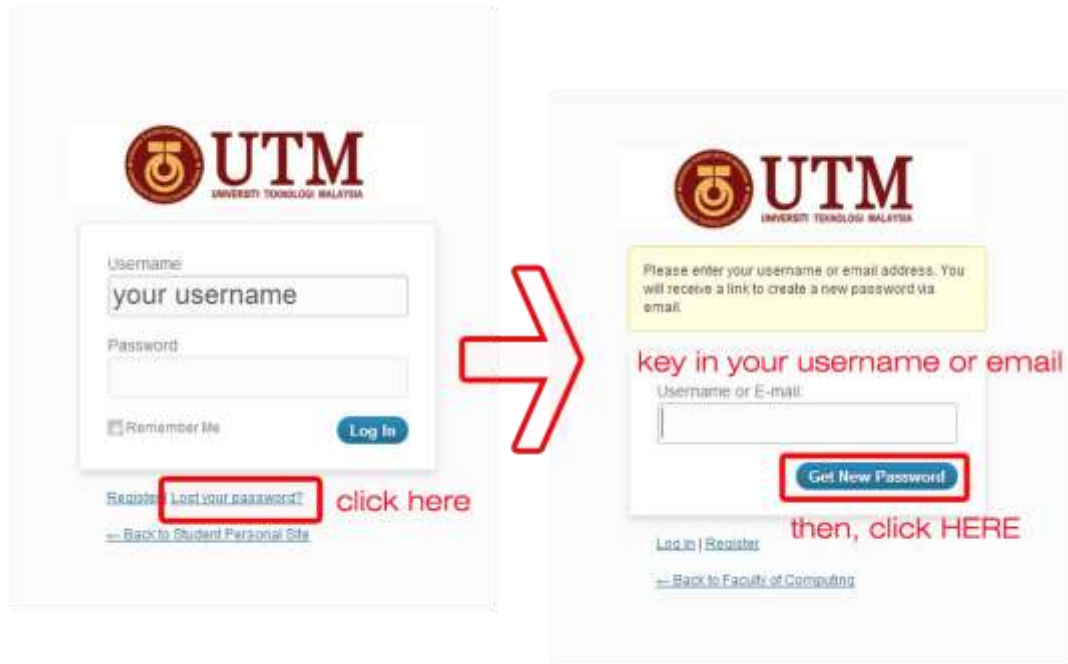 UTM
UNIVERSITI TEKNOLOGI MALAYSIA
Username
your username
Password
Remember Me
Log In
Register | Lost your password?
click here
← Back to Student Personal Site
UTM
UNIVERSITI TEKNOLOGI MALAYSIA
Please enter your username or email address. You
will receive a link to create a new password via
email.
key in your username or email
Username or E-mail:
Get New Password
then, click HERE
Log in | Register
← Back to Faculty of Computing